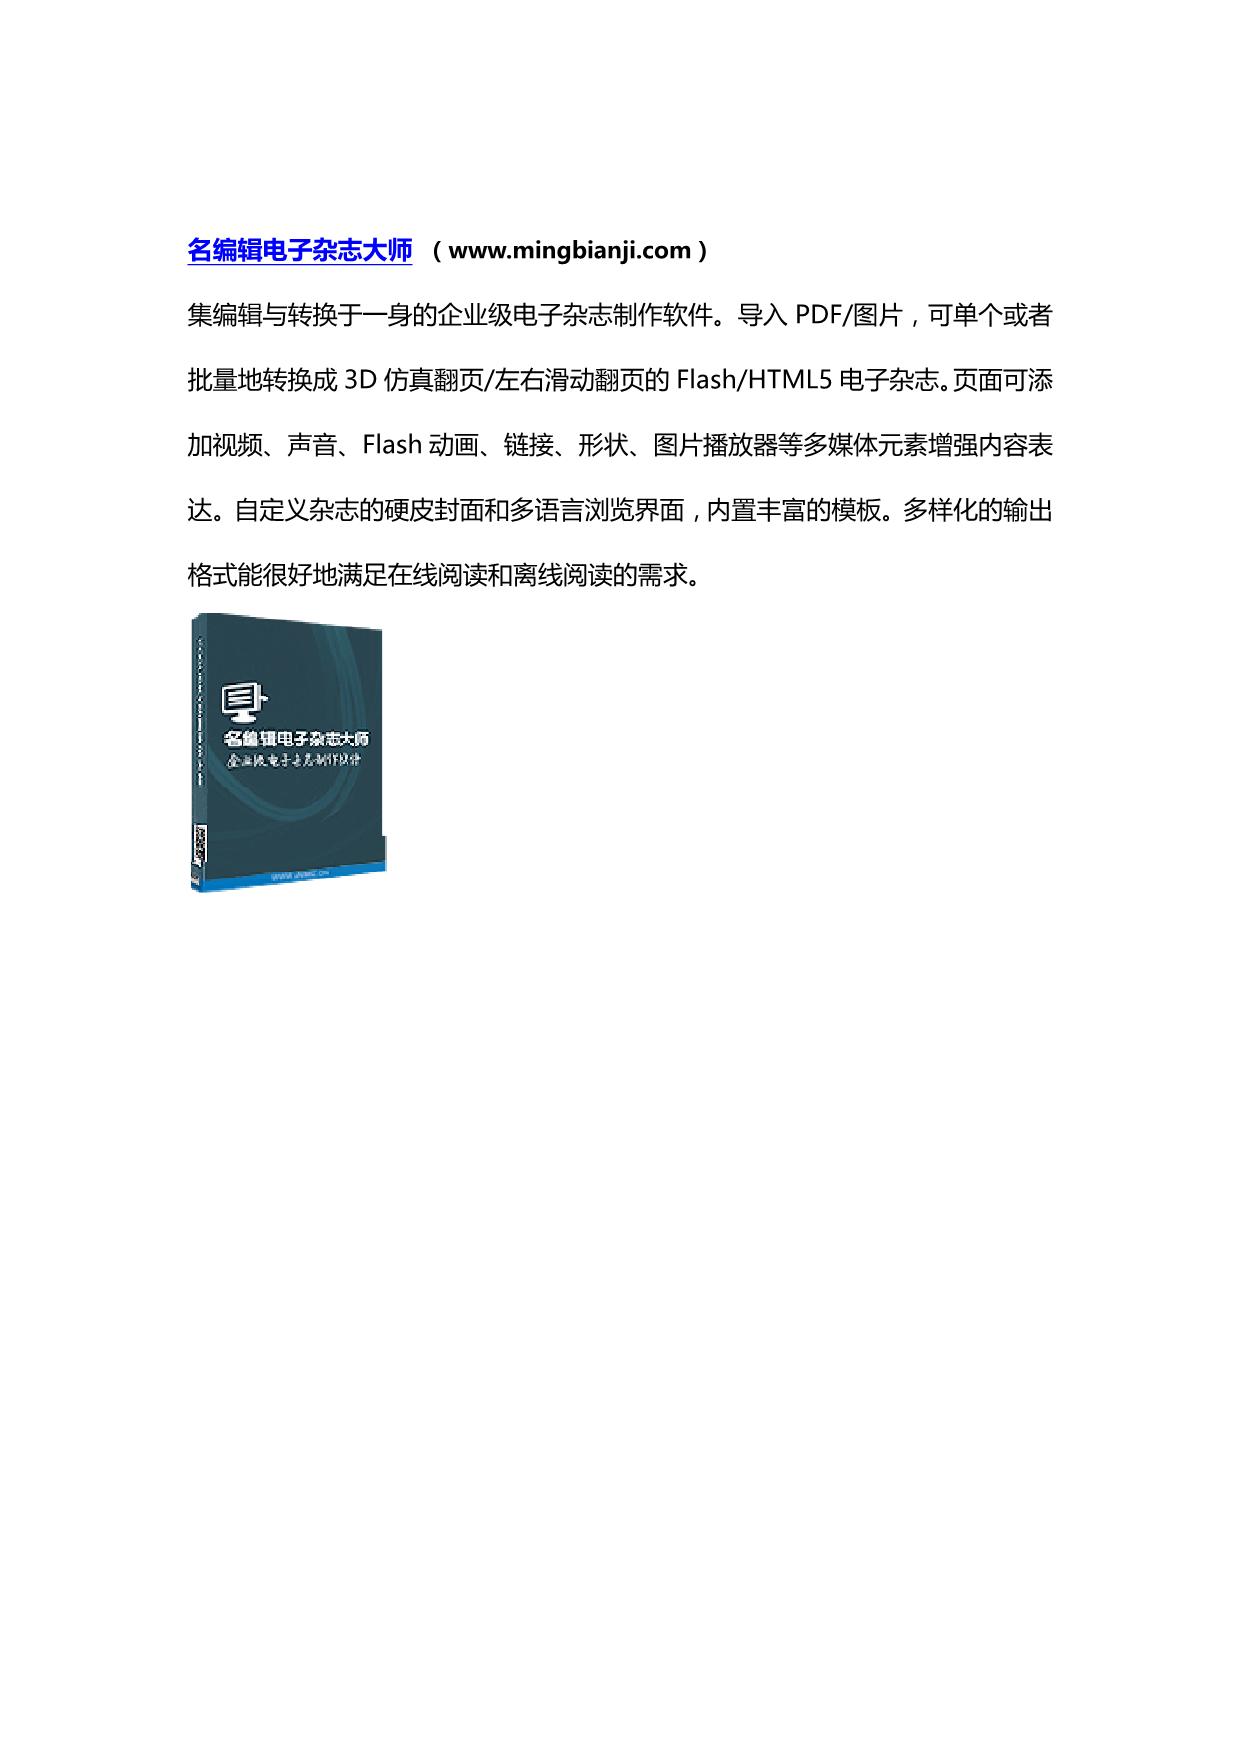 名编辑电子杂志大师 （www.mingbianji.com）
集编辑与转换于一身的企业级电子杂志制作软件。导入 PDF/图片，可单个或者
批量地转换成 3D 仿真翻页/左右滑动翻页的 Flash/HTML5 电子杂志。页面可添
加视频、声音、Flash 动画、链接、形状、图片播放器等多媒体元素增强内容表
达。自定义杂志的硬皮封面和多语言浏览界面，内置丰富的模板。多样化的输出
格式能很好地满足在线阅读和离线阅读的需求。
名编辑电子杂志大师
企业级电子杂志制作软件